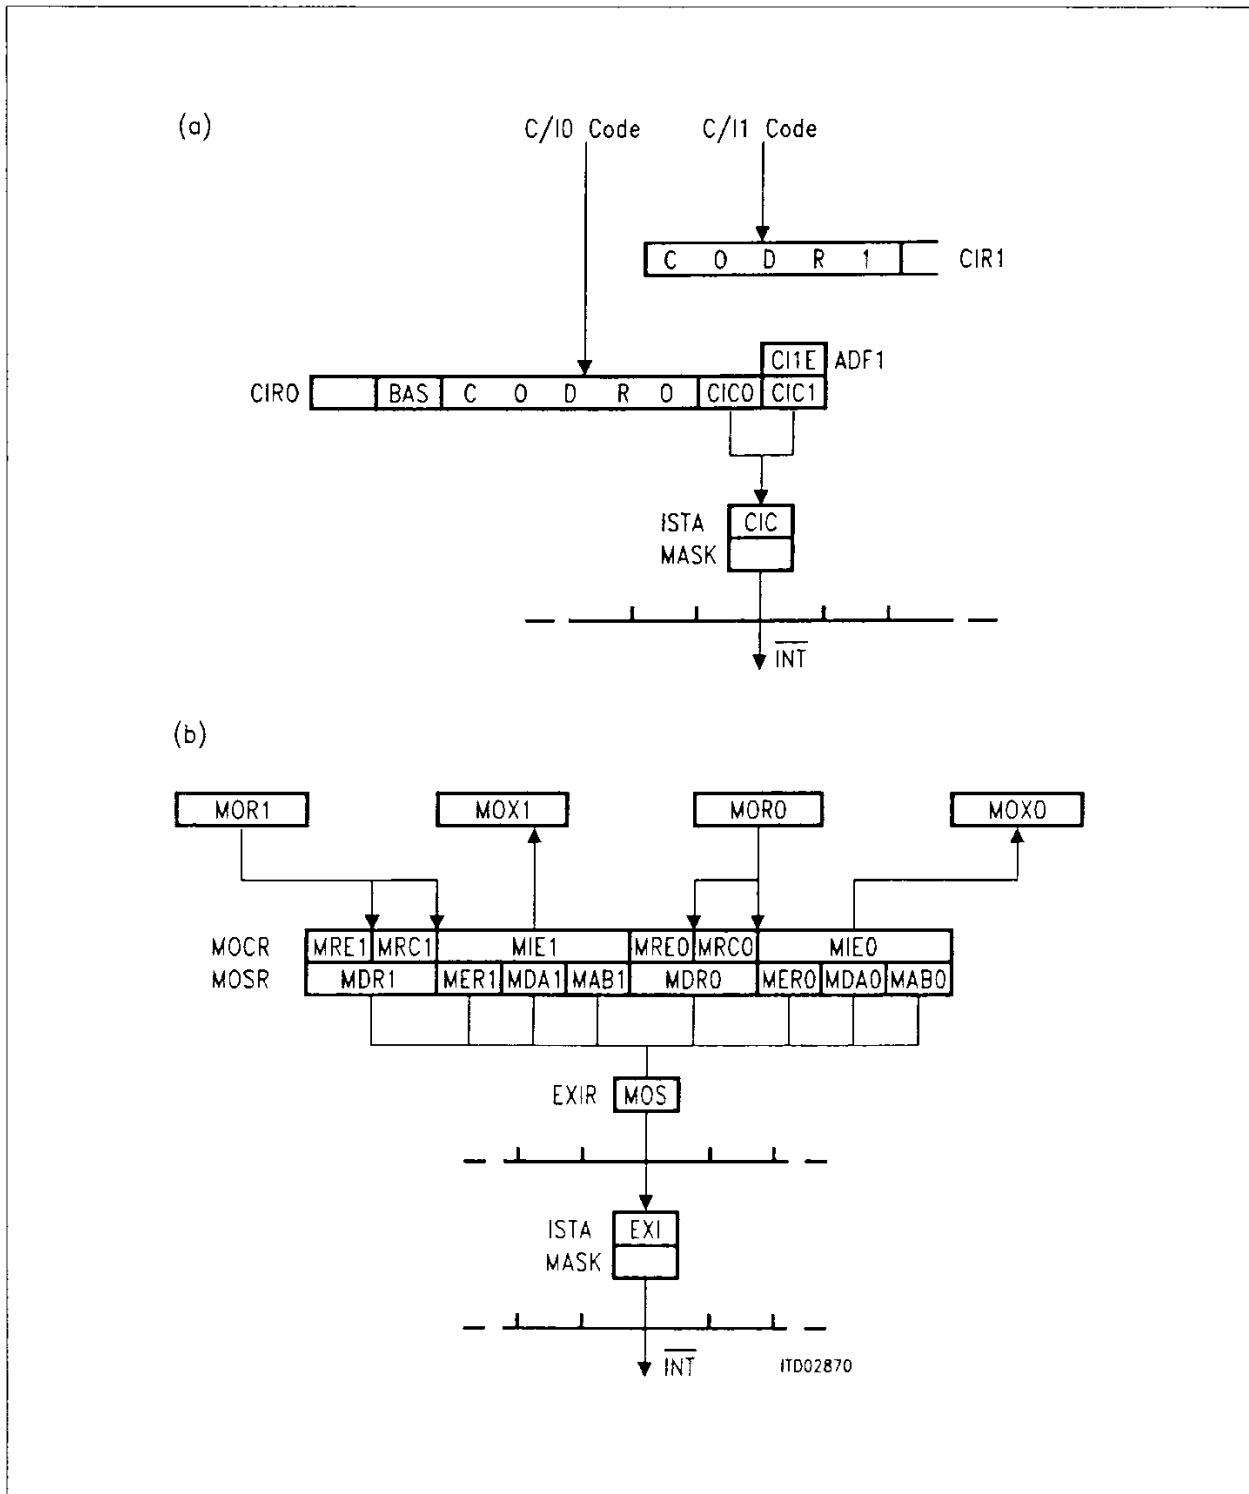 (a)
C/I0 Code C/I1 Code
C O D R 1 CIR1
CI1E ADF1
CIR0 BAS C O D R 0 CIC0 CIC1
ISTA CIC
MASK
INT
(b)
MOR1 MOX1 MOR0 MOX0
MOCR MRE1 MRC1 MIE1 MRE0 MRC0 MIE0
MOSR MDR1 MER1 MDA1 MAB1 MDR0 MER0 MDA0 MAB0
EXIR MOS
ISTA EXI
MASK
INT
ITD02870